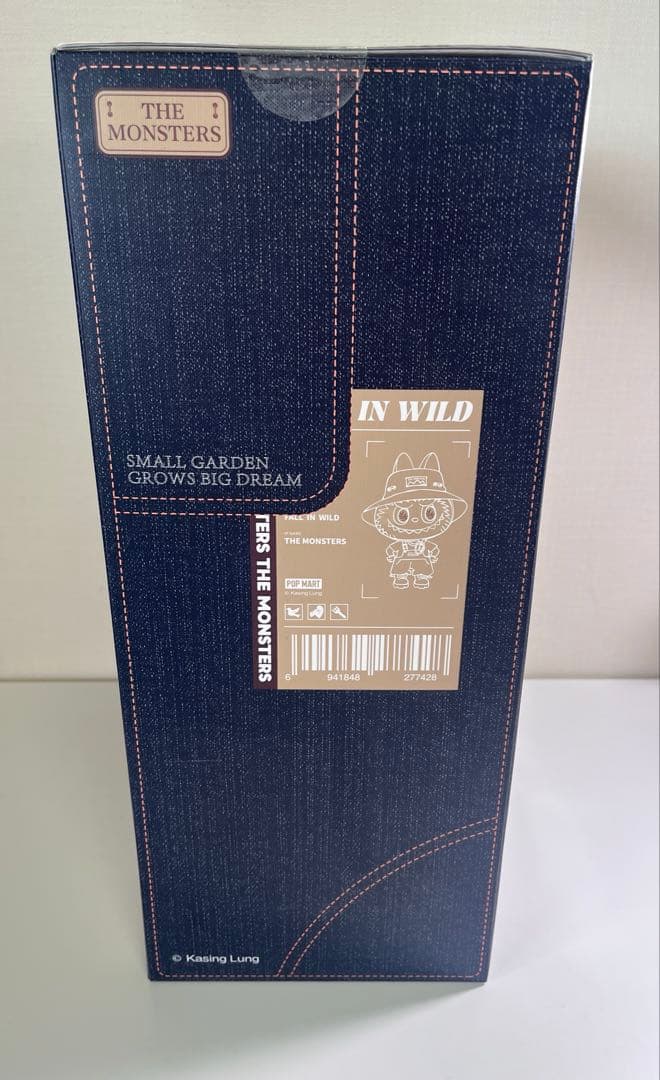 THE
MONSTERS
IN WILD
SMALL GARDEN
GROWS BIG DREAM
FALL IN WILD
THE MONSTERS
POP MART
© Kasing Lung
TERS THE MONSTERS
6 941848 277428
© Kasing Lung